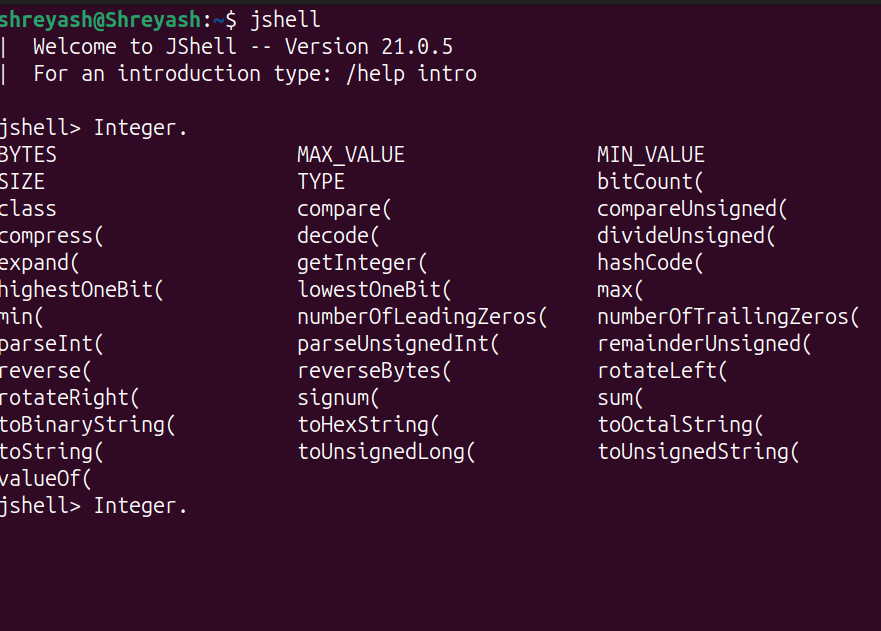 shreyash@Shreyash:~$ jshell
| Welcome to JShell -- Version 21.0.5
| For an introduction type: /help intro
jshell> Integer.
BYTES MAX_VALUE MIN_VALUE
SIZE TYPE bitCount(
class compare( compareUnsigned(
compress( decode( divideUnsigned(
expand( getInteger( hashCode(
highestOneBit( lowestOneBit( max(
min( numberOfLeadingZeros( numberOfTrailingZeros(
parseInt( parseUnsignedInt( remainderUnsigned(
reverse( reverseBytes( rotateLeft(
rotateRight( signum( sum(
toBinaryString( toHexString( toOctalString(
toString( toUnsignedLong( toUnsignedString(
valueOf(
jshell> Integer.